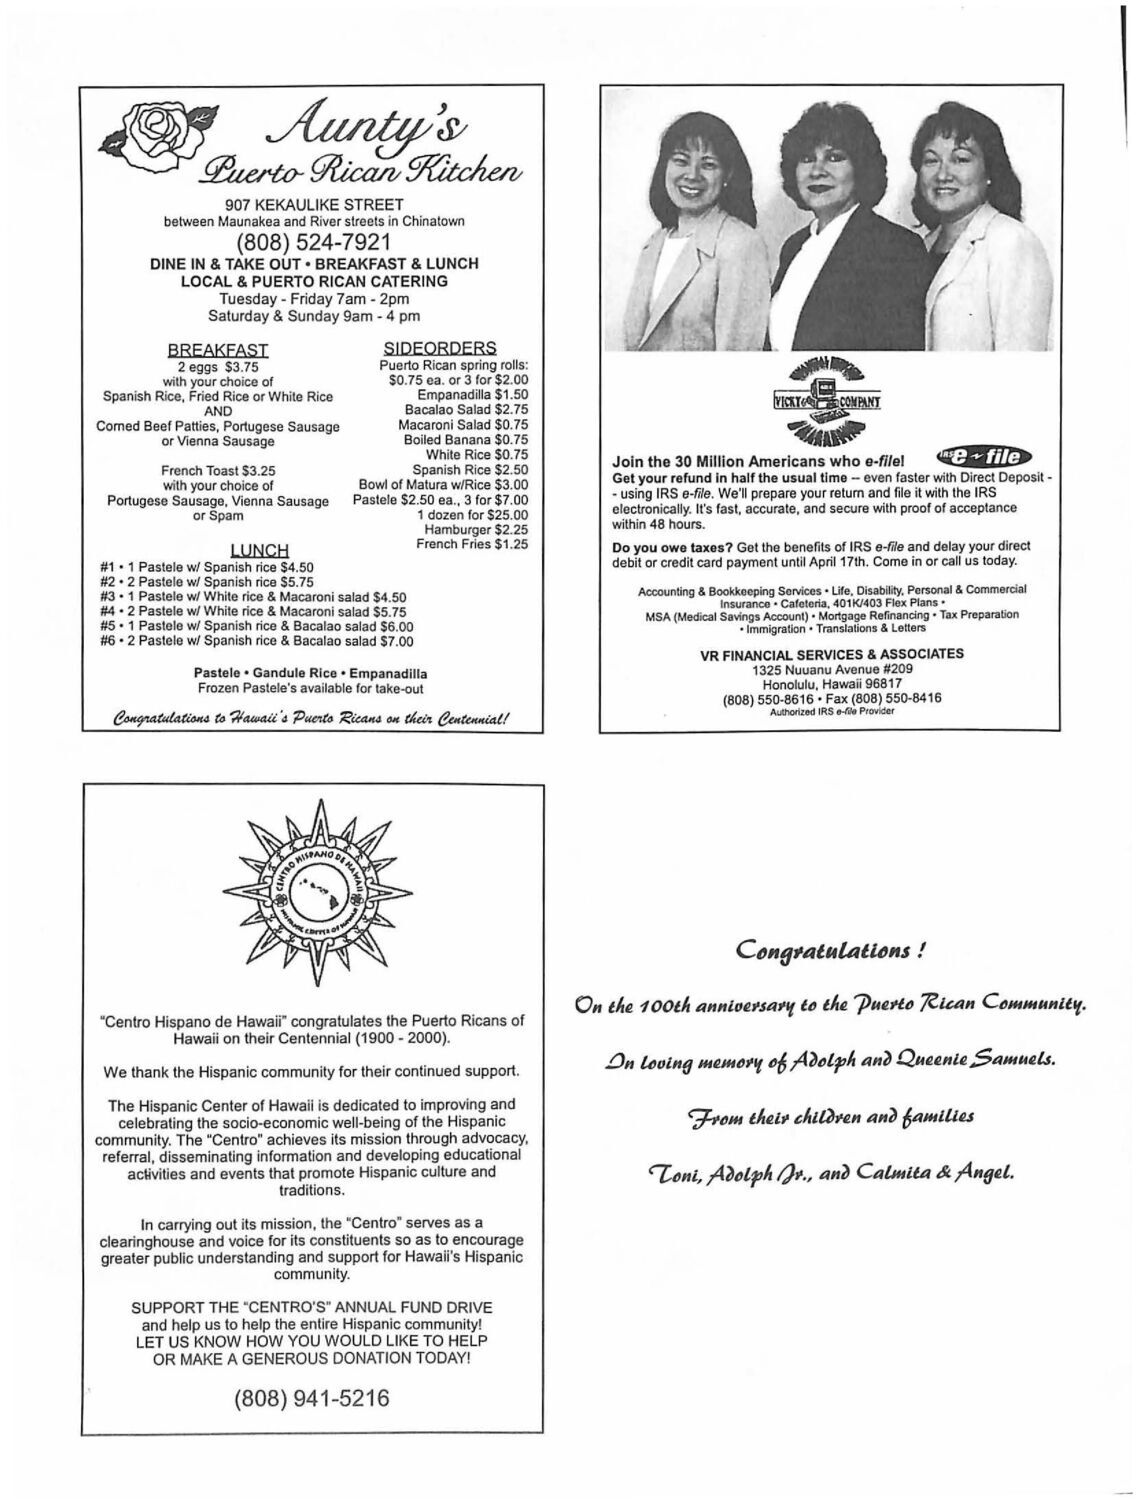 Aunty's
Puerto Rican Kitchen
907 KEKAULIKE STREET
between Maunakea and River streets in Chinatown
(808) 524-7921
DINE IN & TAKE OUT • BREAKFAST & LUNCH
LOCAL & PUERTO RICAN CATERING
Tuesday - Friday 7am - 2pm
Saturday & Sunday 9am - 4 pm
BREAKFAST
2 eggs $3.75
with your choice of
Spanish Rice, Fried Rice or White Rice
AND
Corned Beef Patties, Portugese Sausage
or Vienna Sausage
French Toast $3.25
with your choice of
Portugese Sausage, Vienna Sausage
or Spam
SIDEORDERS
Puerto Rican spring rolls:
$0.75 ea. or 3 for $2.00
Empanadilla $1.50
Bacalao Salad $2.75
Macaroni Salad $0.75
Boiled Banana $0.75
White Rice $0.75
Spanish Rice $2.50
Bowl of Matura w/Rice $3.00
Pastele $2.50 ea., 3 for $7.00
1 dozen for $25.00
Hamburger $2.25
French Fries $1.25
LUNCH
#1 • 1 Pastele w/ Spanish rice $4.50
#2 • 2 Pastele w/ Spanish rice $5.75
#3 • 1 Pastele w/ White rice & Macaroni salad $4.50
#4 • 2 Pastele w/ White rice & Macaroni salad $5.75
#5 • 1 Pastele w/ Spanish rice & Bacalao salad $6.00
#6 • 2 Pastele w/ Spanish rice & Bacalao salad $7.00
Pastele • Gandule Rice • Empanadilla
Frozen Pastele's available for take-out
Congratulations to Hawaii's Puerto Ricans on their Centennial!
VICKY & COMPANY
IRS e~file
Join the 30 Million Americans who e-file!
Get your refund in half the usual time -- even faster with Direct Deposit -
- using IRS e-file. We'll prepare your return and file it with the IRS
electronically. It's fast, accurate, and secure with proof of acceptance
within 48 hours.
Do you owe taxes? Get the benefits of IRS e-file and delay your direct
debit or credit card payment until April 17th. Come in or call us today.
Accounting & Bookkeeping Services • Life, Disability, Personal & Commercial
Insurance • Cafeteria, 401K/403 Flex Plans •
MSA (Medical Savings Account) • Mortgage Refinancing • Tax Preparation
• Immigration • Translations & Letters
VR FINANCIAL SERVICES & ASSOCIATES
1325 Nuuanu Avenue #209
Honolulu, Hawaii 96817
(808) 550-8616 • Fax (808) 550-8416
Authorized IRS e-file Provider
CENTRO HISPANO DE HAWAII
HISPANIC CENTER OF HAWAII
"Centro Hispano de Hawaii" congratulates the Puerto Ricans of
Hawaii on their Centennial (1900 - 2000).
We thank the Hispanic community for their continued support.
The Hispanic Center of Hawaii is dedicated to improving and
celebrating the socio-economic well-being of the Hispanic
community. The "Centro" achieves its mission through advocacy,
referral, disseminating information and developing educational
activities and events that promote Hispanic culture and
traditions.
In carrying out its mission, the "Centro" serves as a
clearinghouse and voice for its constituents so as to encourage
greater public understanding and support for Hawaii's Hispanic
community.
SUPPORT THE "CENTRO'S" ANNUAL FUND DRIVE
and help us to help the entire Hispanic community!
LET US KNOW HOW YOU WOULD LIKE TO HELP
OR MAKE A GENEROUS DONATION TODAY!
(808) 941-5216
Congratulations !
On the 100th anniversary to the Puerto Rican Community.
In loving memory of Adolph and Queenie Samuels.
From their children and families
Toni, Adolph Jr., and Calmita & Angel.